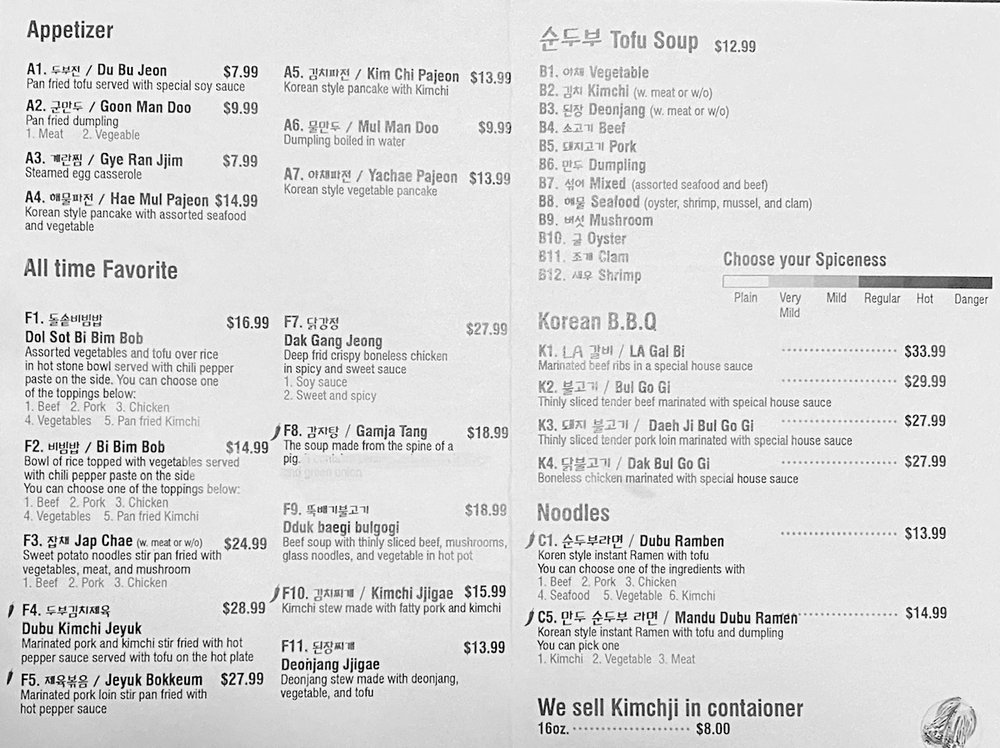 Appetizer
A1. 두부전 / Du Bu Jeon $7.99
Pan fried tofu served with special soy sauce
A2. 군만두 / Goon Man Doo $9.99
Pan fried dumpling
1. Meat 2. Vegeable
A3. 계란찜 / Gye Ran Jjim $7.99
Steamed egg casserole
A4. 해물파전 / Hae Mul Pajeon $14.99
Korean style pancake with assorted seafood
and vegetable
A5. 김치파전 / Kim Chi Pajeon $13.99
Korean style pancake with Kimchi
A6. 물만두 / Mul Man Doo $9.99
Dumpling boiled in water
A7. 야채파전 / Yachae Pajeon $13.99
Korean style vegetable pancake
All time Favorite
F1. 돌솥비빔밥 $16.99
Dol Sot Bi Bim Bob
Assorted vegetables and tofu over rice
in hot stone bowl served with chili pepper
paste on the side. You can choose one
of the toppings below:
1. Beef 2. Pork 3. Chicken
4. Vegetables 5. Pan fried Kimchi
F2. 비빔밥 / Bi Bim Bob $14.99
Bowl of rice topped with vegetables served
with chili pepper paste on the side
You can choose one of the toppings below:
1. Beef 2. Pork 3. Chicken
4. Vegetables 5. Pan fried Kimchi
F3. 잡채 Jap Chae (w. meat or w/o) $24.99
Sweet potato noodles stir pan fried with
vegetables, meat, and mushroom
1. Beef 2. Pork 3. Chicken
F4. 두부김치제육 $28.99
Dubu Kimchi Jeyuk
Marinated pork and kimchi stir fried with hot
pepper sauce served with tofu on the hot plate
F5. 제육볶음 / Jeyuk Bokkeum $27.99
Marinated pork loin stir pan fried with
hot pepper sauce
F7. 닭강정 $27.99
Dak Gang Jeong
Deep frid crispy boneless chicken
in spicy and sweet sauce
1. Soy sauce
2. Sweet and spicy
F8. 감자탕 / Gamja Tang $18.99
The soup made from the spine of a
pig.
and green onion
F9. 뚝배기불고기 $18.99
Dduk baegi bulgogi
Beef soup with thinly sliced beef, mushrooms,
glass noodles, and vegetable in hot pot
F10. 김치찌개 / Kimchi Jjigae $15.99
Kimchi stew made with fatty pork and kimchi
F11. 된장찌개 $13.99
Deonjang Jjigae
Deonjang stew made with deonjang,
vegetable, and tofu
순두부 Tofu Soup $12.99
B1. 야채 Vegetable
B2. 김치 Kimchi (w. meat or w/o)
B3. 된장 Deonjang (w. meat or w/o)
B4. 소고기 Beef
B5. 돼지고기 Pork
B6. 만두 Dumpling
B7. 섞어 Mixed (assorted seafood and beef)
B8. 해물 Seafood (oyster, shrimp, mussel, and clam)
B9. 버섯 Mushroom
B10. 굴 Oyster
B11. 조개 Clam
B12. 새우 Shrimp
Choose your Spiceness
Plain Very Mild Mild Regular Hot Danger
Korean B.B.Q
K1. LA 갈비 / LA Gal Bi $33.99
Marinated beef ribs in a special house sauce
K2. 불고기 / Bul Go Gi $29.99
Thinly sliced tender beef marinated with speical house sauce
K3. 돼지 불고기 / Daeh Ji Bul Go Gi $27.99
Thinly sliced tender pork loin marinated with special house sauce
K4. 닭불고기 / Dak Bul Go Gi $27.99
Boneless chicken marinated with special house sauce
Noodles
C1. 순두부라면 / Dubu Ramben $13.99
Koren style instant Ramen with tofu
You can choose one of the ingredients with
1. Beef 2. Pork 3. Chicken
4. Seafood 5. Vegetable 6. Kimchi
C5. 만두 순두부 라면 / Mandu Dubu Ramen $14.99
Korean style instant Ramen with tofu and dumpling
You can pick one
1. Kimchi 2. Vegetable 3. Meat
We sell Kimchji in contaioner
16oz. $8.00